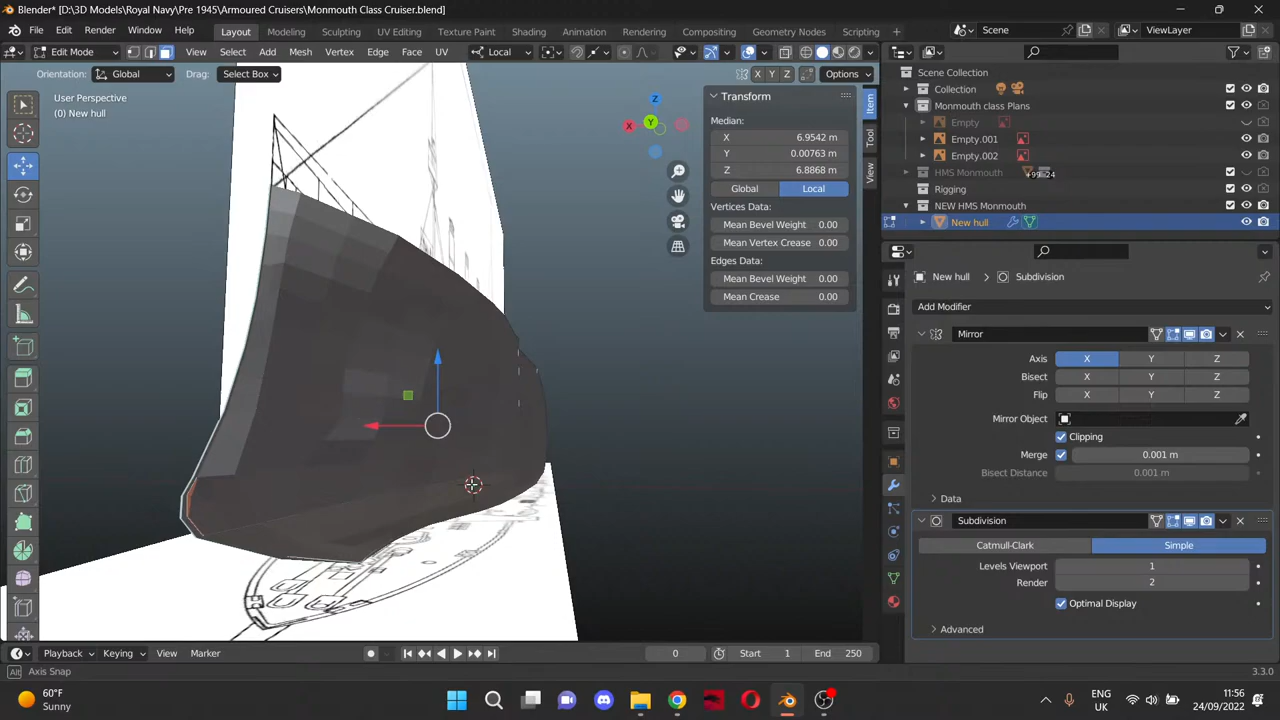 Blender* [D:\3D Models\Royal Navy\Pre 1945\Armoured Cruisers\Monmouth Class Cruiser.blend]
File Edit Render Window Help Layout Modeling Sculpting UV Editing Texture Paint Shading Animation Rendering Compositing Geometry Nodes Scripting Scene ViewLayer
Edit Mode View Select Add Mesh Vertex Edge Face UV Local
Orientation: Global Drag: Select Box X Y Z Options
User Perspective
(0) New hull
Z
X
Y
Transform
Median:
X 6.9542 m
Y 0.00763 m
Z 6.8868 m
Global Local
Vertices Data:
Mean Bevel Weight 0.00
Mean Vertex Crease 0.00
Edges Data:
Mean Bevel Weight 0.00
Mean Crease 0.00
Item
Tool
View
Scene Collection
Collection
Monmouth class Plans
Empty
Empty.001
Empty.002
HMS Monmouth
Rigging
NEW HMS Monmouth
New hull
New hull Subdivision
Add Modifier
Mirror
Axis X Y Z
Bisect X Y Z
Flip X Y Z
Mirror Object
Clipping
Merge 0.001 m
Bisect Distance 0.001 m
Data
Subdivision
Catmull-Clark Simple
Levels Viewport 1
Render 2
Optimal Display
Advanced
Playback Keying View Marker 0 Start 1 End 250
Alt Axis Snap 3.3.0
60°F
Sunny
ENG
UK
11:56
24/09/2022